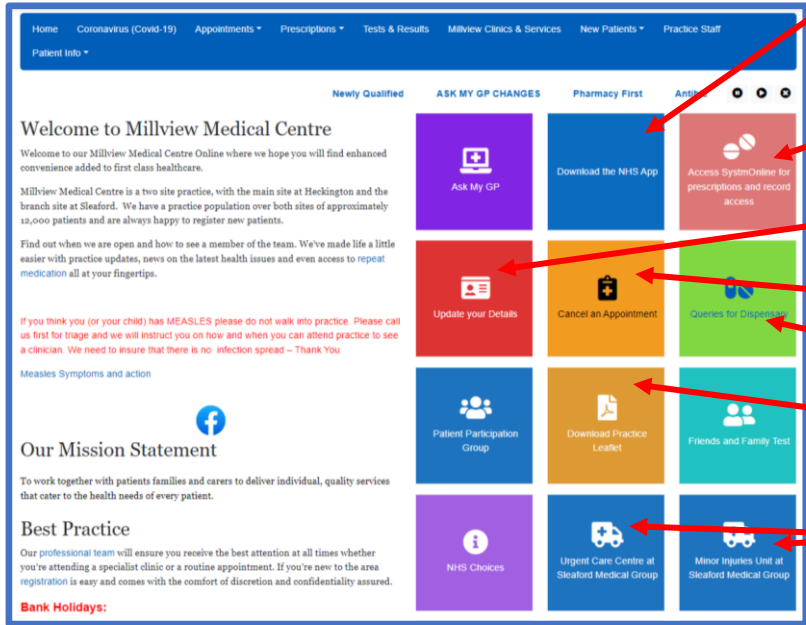 Home Coronavirus (Covid-19) Appointments Prescriptions Tests & Results Millview Clinics & Services New Patients Practice Staff
Patient Info
Newly Qualified ASK MY GP CHANGES Pharmacy First
Welcome to Millview Medical Centre
Welcome to our Millview Medical Centre Online where we hope you will find enhanced
convenience added to first class healthcare.
Millview Medical Centre is a two site practice, with the main site at Heckington and the
branch site at Sleaford. We have a practice population over both sites of approximately
12,000 patients and are always happy to register new patients.
Find out when we are open and how to see a member of the team. We've made life a little
easier with practice updates, news on the latest health issues and even access to repeat
medication all at your fingertips.
If you think you (or your child) has MEASLES please do not walk into practice. Please call
us first for triage and we will instruct you on how and when you can attend practice to see
a clinician. We need to insure that there is no infection spread – Thank You
Measles Symptoms and action
Our Mission Statement
To work together with patients families and carers to deliver individual, quality services
that cater to the health needs of every patient.
Best Practice
Our professional team will ensure you receive the best attention at all times whether
you're attending a specialist clinic or a routine appointment. If you're new to the area
registration is easy and comes with the comfort of discretion and confidentiality assured.
Bank Holidays:
Ask My GP
Download the NHS App
Access SystmOnline for
prescriptions and record
access
Update your Details
Cancel an Appointment
Queries for Dispensary
Patient Participation
Group
Download Practice
Leaflet
Friends and Family Test
NHS Choices
Urgent Care Centre at
Sleaford Medical Group
Minor Injuries Unit at
Sleaford Medical Group